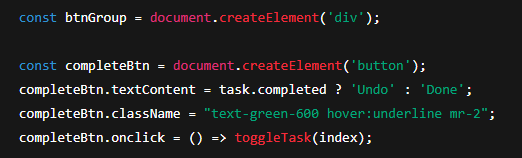 const btnGroup = document.createElement('div');
const completeBtn = document.createElement('button');
completeBtn.textContent = task.completed ? 'Undo' : 'Done';
completeBtn.className = "text-green-600 hover:underline mr-2";
completeBtn.onclick = () => toggleTask(index);